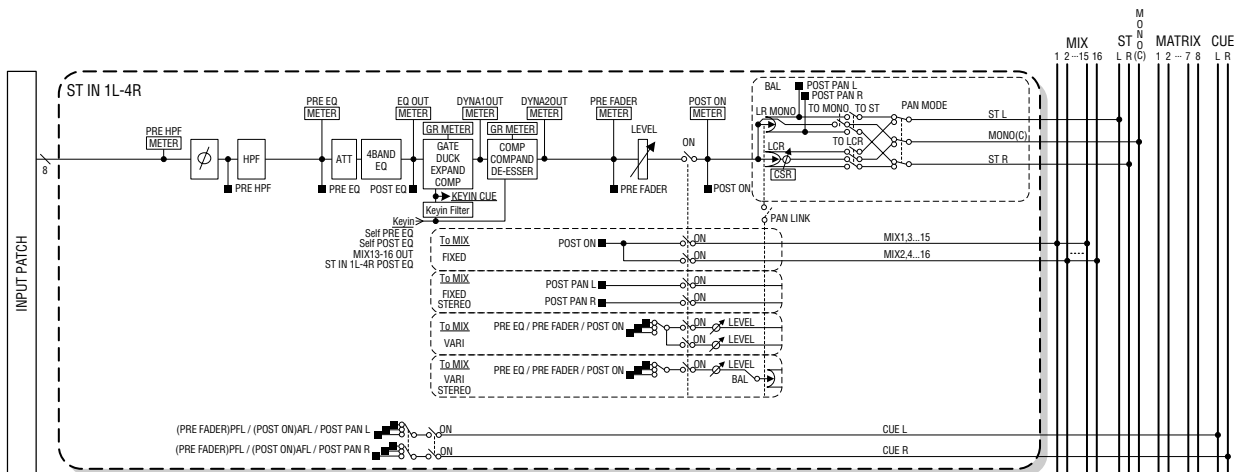 MONO(C)
MIX
ST
MATRIX
CUE
1 2 ··· 15 16
L R
1 2 ··· 7 8
L R
INPUT PATCH
8
ST IN 1L-4R
PRE HPF
METER
Ø
PRE HPF
HPF
PRE EQ
METER
PRE EQ
ATT
4BAND
EQ
EQ OUT
METER
POST EQ
DYNA1OUT
METER
GR METER
GATE
DUCK
EXPAND
COMP
KEYIN CUE
Keyin Filter
DYNA2OUT
METER
GR METER
COMP
COMPAND
DE-ESSER
PRE FADER
METER
PRE FADER
LEVEL
ON
POST ON
METER
POST ON
BAL
POST PAN L
POST PAN R
LR MONO
TO MONO
TO ST
PAN MODE
LCR
TO LCR
CSR
ST L
MONO(C)
ST R
PAN LINK
Keyin
Self PRE EQ
Self POST EQ
MIX13-16 OUT
ST IN 1L-4R POST EQ
To MIX
FIXED
POST ON
ON
ON
MIX1,3...15
MIX2,4...16
To MIX
FIXED
STEREO
POST PAN L
ON
POST PAN R
ON
To MIX
VARI
PRE EQ / PRE FADER / POST ON
ON
LEVEL
ON
LEVEL
To MIX
VARI
STEREO
PRE EQ / PRE FADER / POST ON
ON
LEVEL
BAL
(PRE FADER)PFL / (POST ON)AFL / POST PAN L
ON
CUE L
(PRE FADER)PFL / (POST ON)AFL / POST PAN R
ON
CUE R